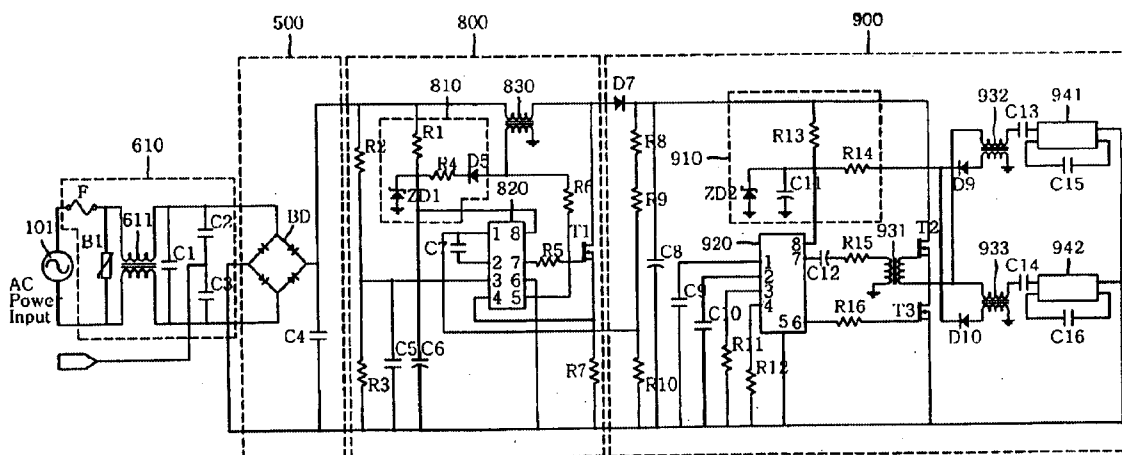 500
800
900
610
F
101
B1
611
C1
C2
C3
BD
AC
Powe
Input
C4
R2
R3
810
R1
R4
D5
ZD1
830
820
R6
C7
1
2
3
4
8
7
6
5
R5
T1
C5
C6
R7
D7
R8
R9
R10
C8
910
R13
R14
ZD2
C11
920
1
2
3
4
8
7
5
6
C9
C10
R11
R12
C12
R15
R16
931
T2
T3
D9
D10
932
C13
941
C15
933
C14
942
C16